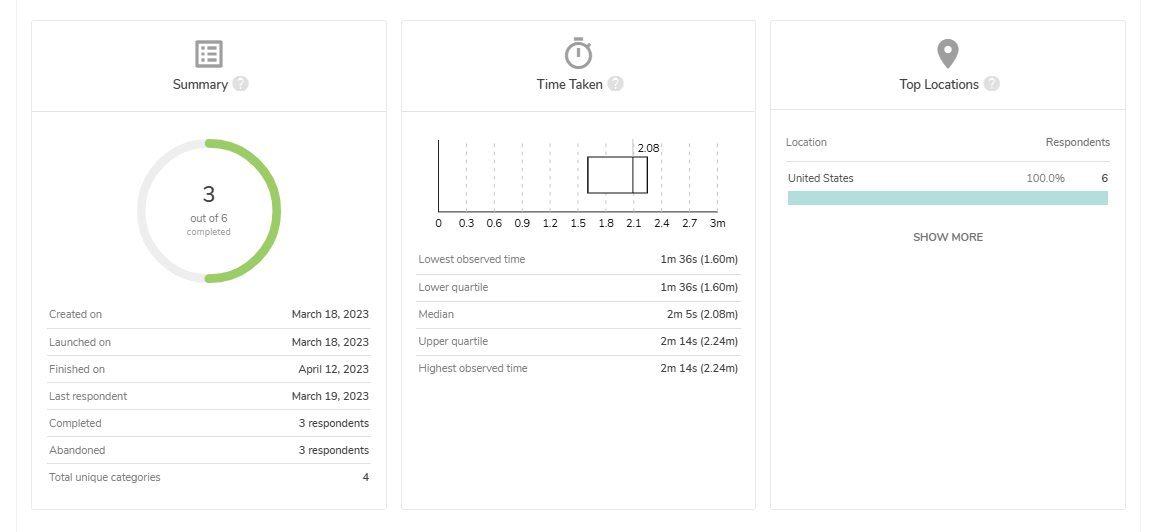 Summary ?
3
out of 6
completed
Created on March 18, 2023
Launched on March 18, 2023
Finished on April 12, 2023
Last respondent March 19, 2023
Completed 3 respondents
Abandoned 3 respondents
Total unique categories 4
Time Taken ?
2.08
0 0.3 0.6 0.9 1.2 1.5 1.8 2.1 2.4 2.7 3m
Lowest observed time 1m 36s (1.60m)
Lower quartile 1m 36s (1.60m)
Median 2m 5s (2.08m)
Upper quartile 2m 14s (2.24m)
Highest observed time 2m 14s (2.24m)
Top Locations ?
Location Respondents
United States 100.0% 6
SHOW MORE